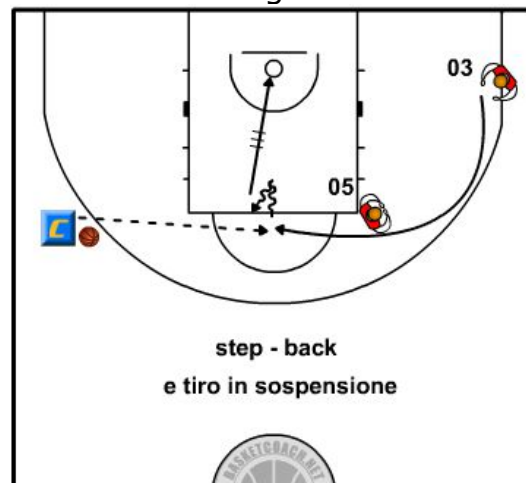 03
05
C
step - back
e tiro in sospensione
BASKETCOACH.NET